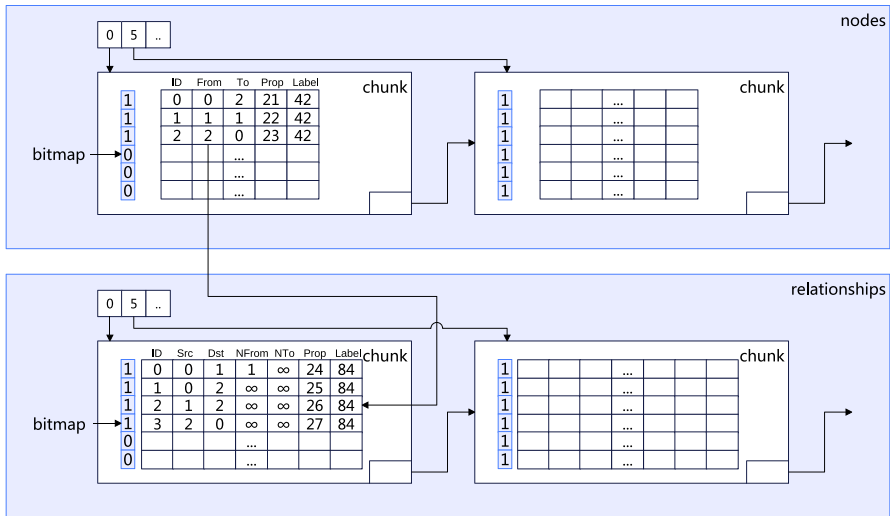 nodes
0 5 ..
chunk
ID From To Prop Label
1 0 0 2 21 42
1 1 1 1 22 42
1 2 2 0 23 42
bitmap 0 ...
0 ...
0 ...
chunk
1 ...
1 ...
1 ...
1 ...
1 ...
1 ...
relationships
0 5 ..
chunk
ID Src Dst NFrom NTo Prop Label
1 0 0 1 1 ∞ 24 84
1 1 0 2 ∞ ∞ 25 84
1 2 1 2 ∞ ∞ 26 84
bitmap 1 3 2 0 ∞ ∞ 27 84
0 ...
0 ...
chunk
1 ...
1 ...
1 ...
1 ...
1 ...
1 ...